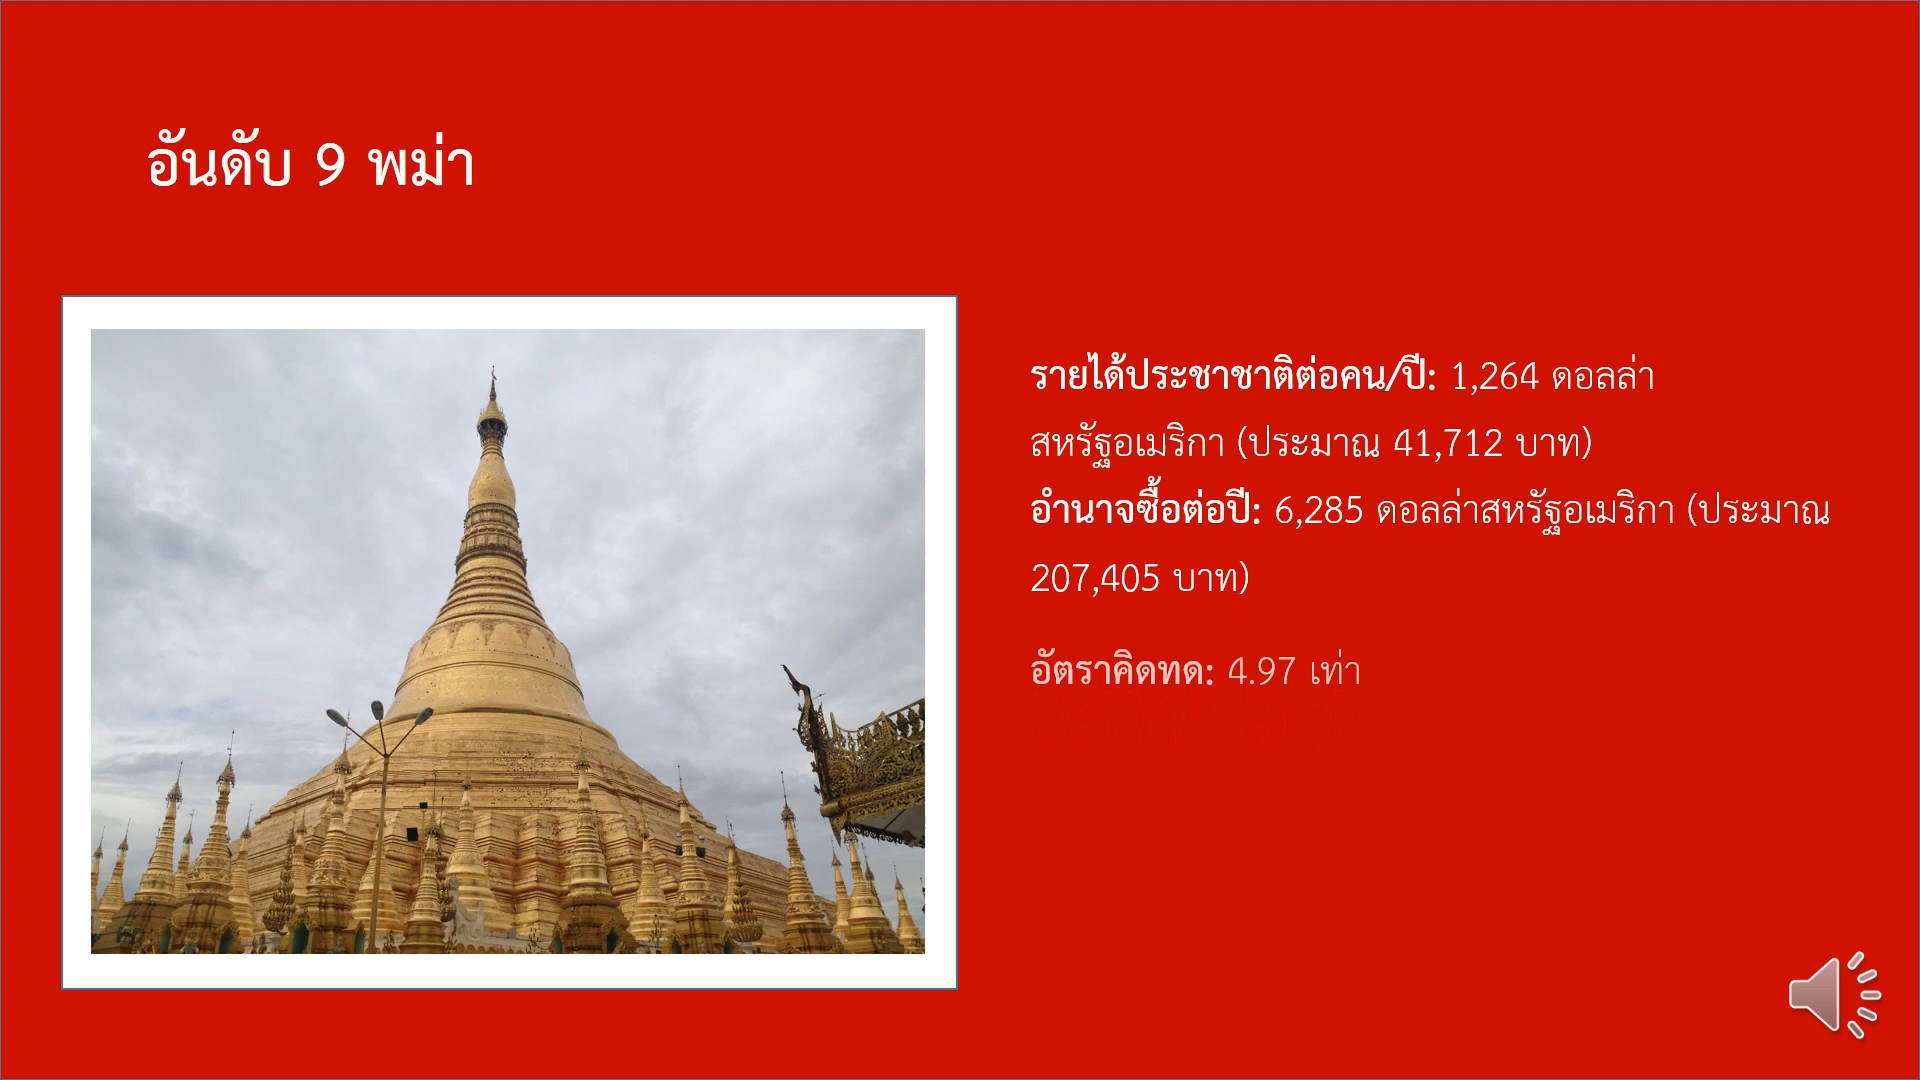 อันดับ 9 พม่า
รายได้ประชาชาติต่อคน/ปี: 1,264 ดอลล่า
สหรัฐอเมริกา (ประมาณ 41,712 บาท)
อำนาจซื้อต่อปี: 6,285 ดอลล่าสหรัฐอเมริกา (ประมาณ
207,405 บาท)
อัตราคิดทด: 4.97 เท่า